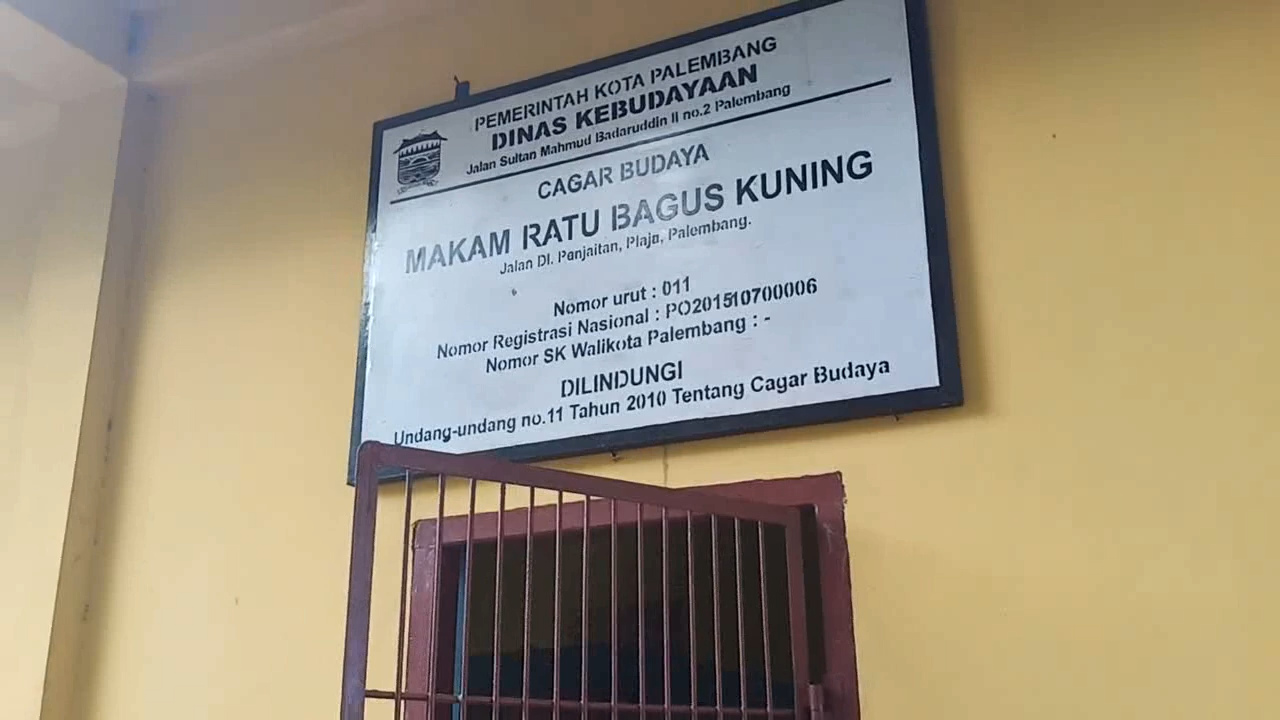 PEMERINTAH KOTA PALEMBANG
DINAS KEBUDAYAAN
Jalan Sultan Mahmud Badaruddin II no.2 Palembang
CAGAR BUDAYA
MAKAM RATU BAGUS KUNING
Jalan DI. Panjaitan, Plaju, Palembang.
Nomor urut : 011
Nomor Registrasi Nasional : PO201510700006
Nomor SK Walikota Palembang : -
DILINDUNGI
Undang-undang no.11 Tahun 2010 Tentang Cagar Budaya